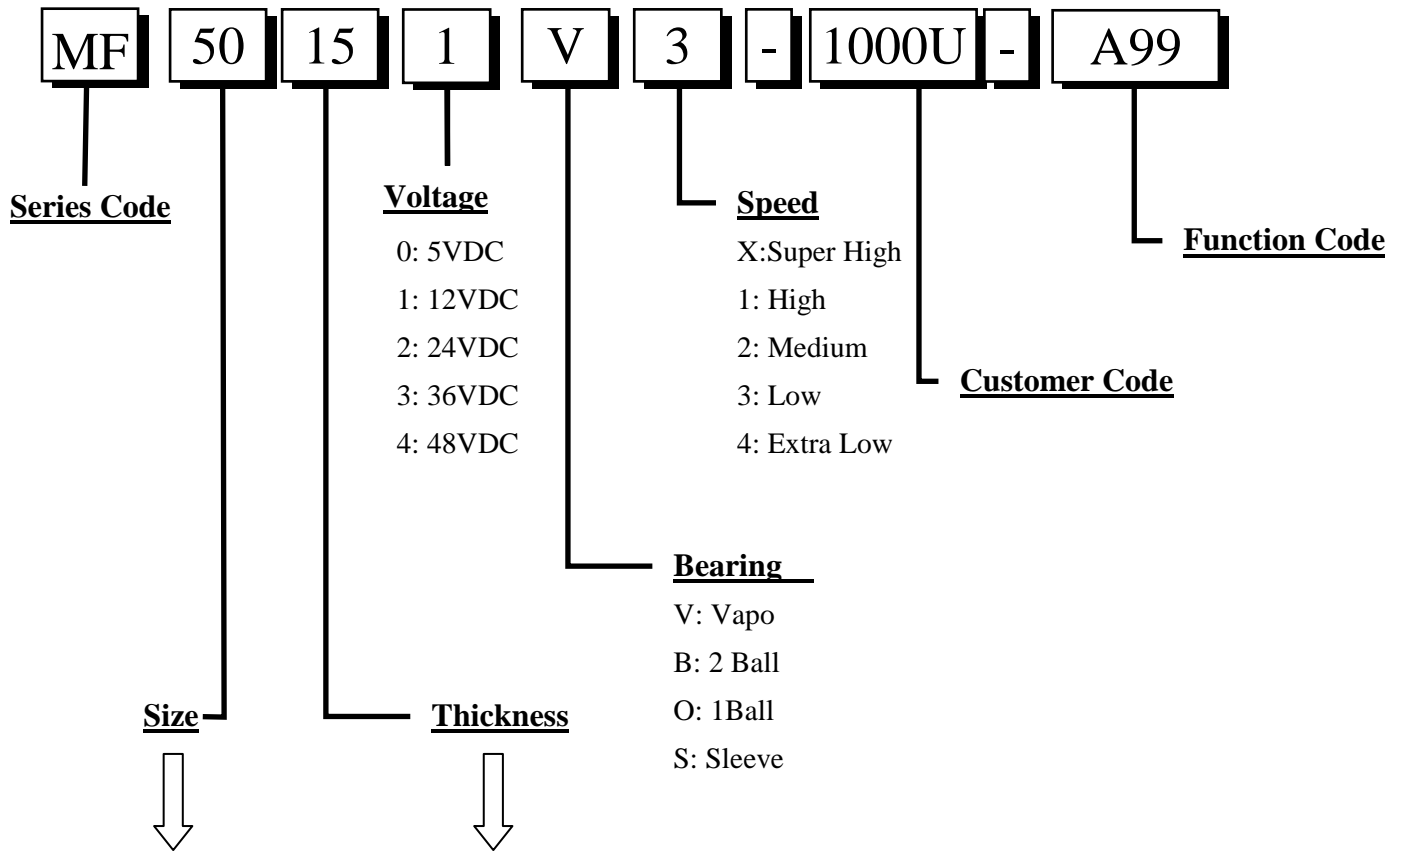 MF 50 15 1 V 3 - 1000U - A99
Series Code
Voltage
0: 5VDC
1: 12VDC
2: 24VDC
3: 36VDC
4: 48VDC
Speed
X:Super High
1: High
2: Medium
3: Low
4: Extra Low
Function Code
Customer Code
Bearing
V: Vapo
B: 2 Ball
O: 1Ball
S: Sleeve
Size
Thickness